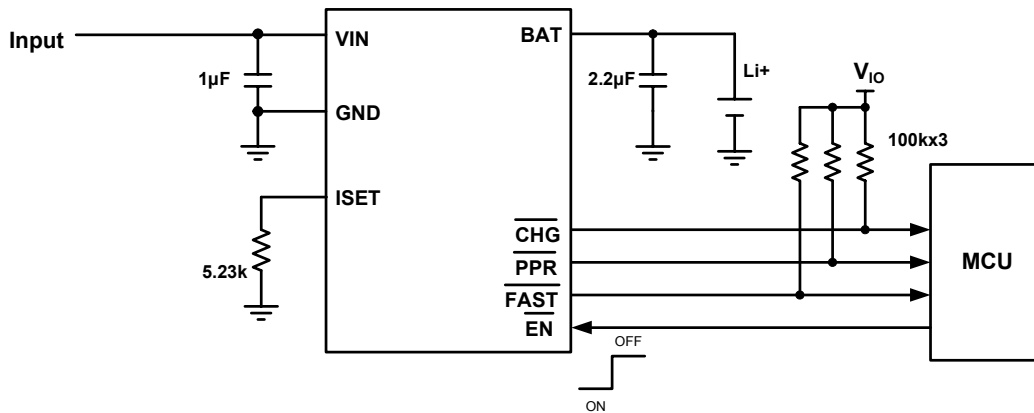 Input
VIN
BAT
1µF
2.2µF
Li+
V_IO
GND
100kx3
ISET
5.23k
CHG
PPR
FAST
EN
MCU
OFF
ON